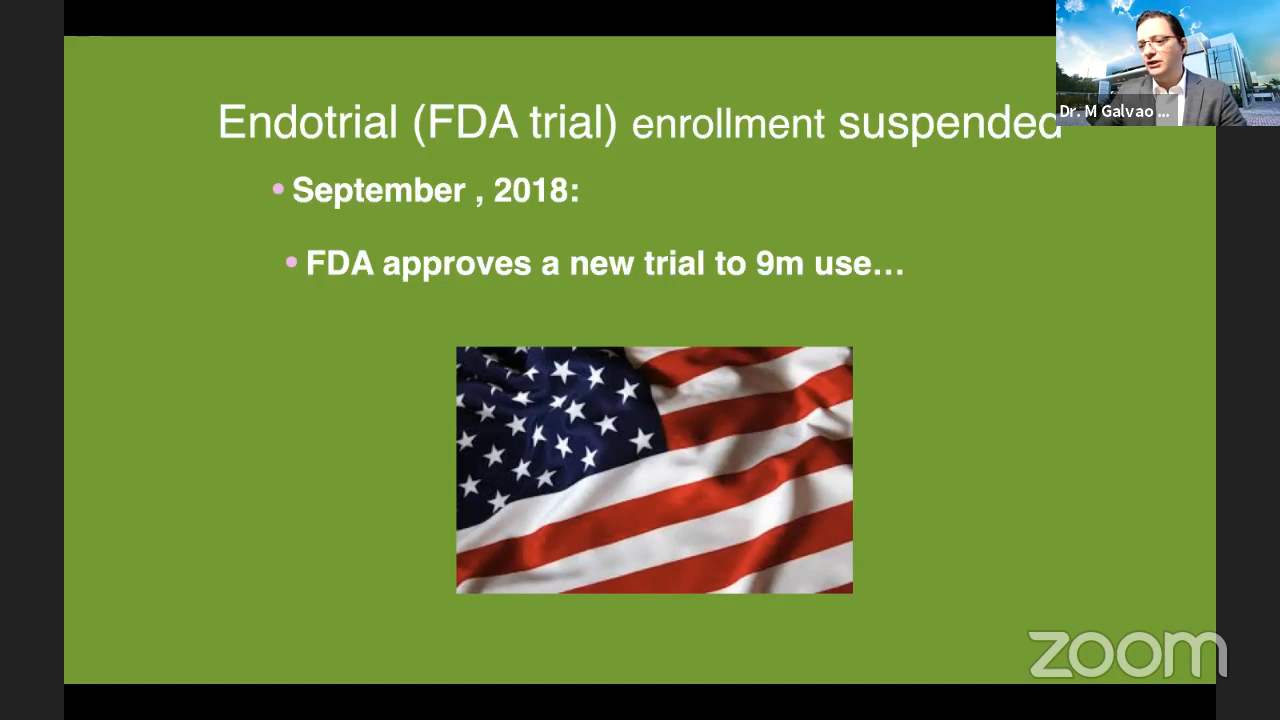 Endotrial (FDA trial) enrollment suspended
Dr. M Galvao ...
• September , 2018:
• FDA approves a new trial to 9m use...
zoom